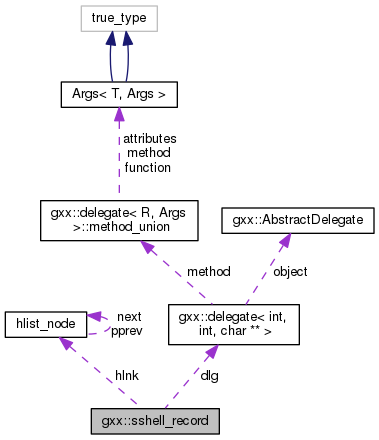 true_type
Args< T, Args >
attributes
method
function
gxx::delegate< R, Args
>::method_union
gxx::AbstractDelegate
method
object
hlist_node
next
pprev
gxx::delegate< int,
int, char ** >
hlnk
dlg
gxx::sshell_record